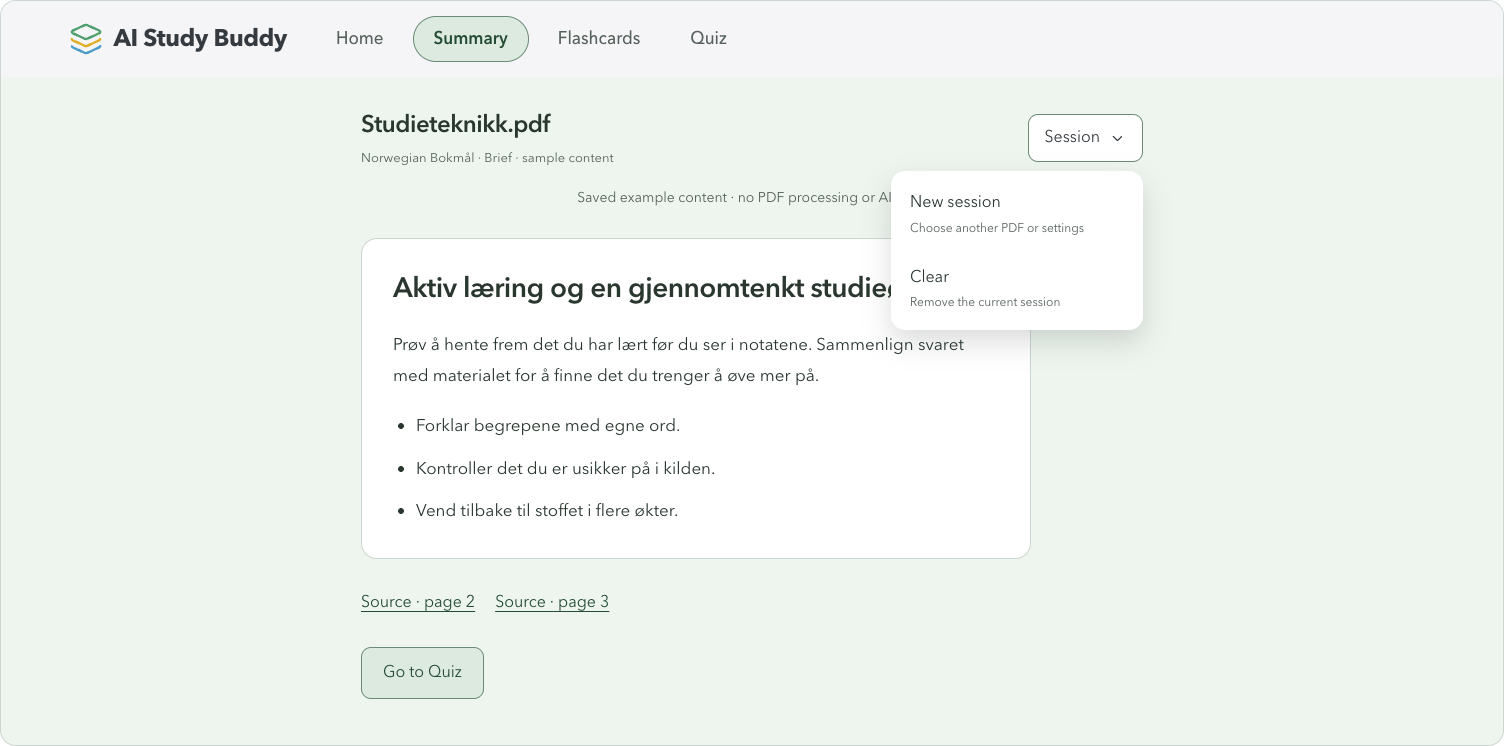 AI Study Buddy
Home
Summary
Flashcards
Quiz
Studieteknikk.pdf
Norwegian Bokmål · Brief · sample content
Session
Saved example content · no PDF processing or AI
New session
Choose another PDF or settings
Clear
Remove the current session
Aktiv læring og en gjennomtenkt
Prøv å hente frem det du har lært før du ser i notatene. Sammenlign svaret
med materialet for å finne det du trenger å øve mer på.
• Forklar begrepene med egne ord.
• Kontroller det du er usikker på i kilden.
• Vend tilbake til stoffet i flere økter.
Source · page 2
Source · page 3
Go to Quiz